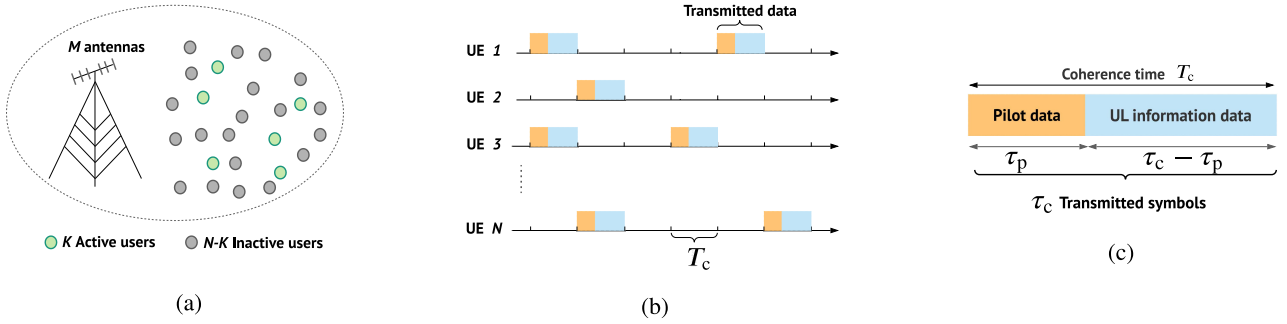 M antennas
K Active users
N-K Inactive users
(a)
Transmitted data
UE 1
UE 2
UE 3
UE N
T_c
(b)
Coherence time T_c
Pilot data
UL information data
τ_p
τ_c − τ_p
τ_c Transmitted symbols
(c)